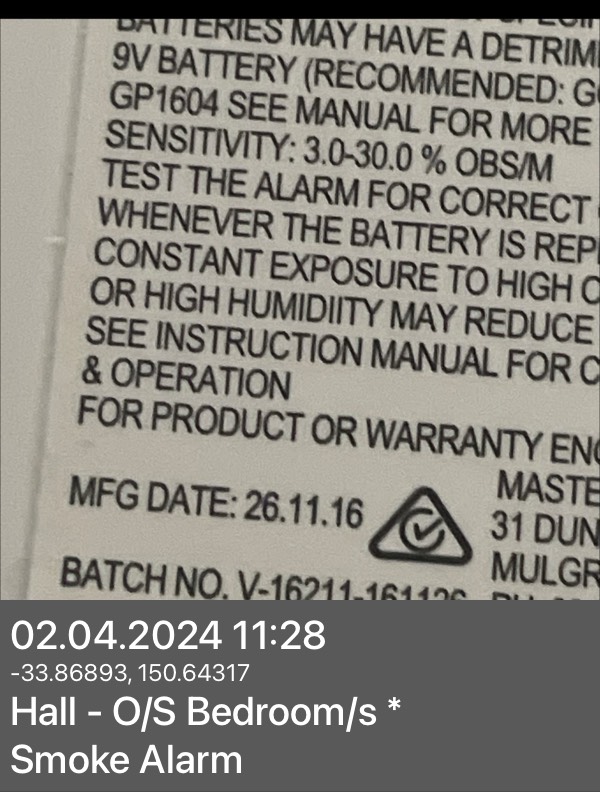 BATTERIES MAY HAVE A DETRIM
9V BATTERY (RECOMMENDED: G
GP1604 SEE MANUAL FOR MORE
SENSITIVITY: 3.0-30.0 % OBS/M
TEST THE ALARM FOR CORRECT
WHENEVER THE BATTERY IS REP
CONSTANT EXPOSURE TO HIGH
OR HIGH HUMIDIITY MAY REDUCE
SEE INSTRUCTION MANUAL FOR C
& OPERATION
FOR PRODUCT OR WARRANTY EN
MASTE
MFG DATE: 26.11.16
31 DUN
MULGR
BATCH NO. V-16211-161126
02.04.2024 11:28
-33.86893, 150.64317
Hall - O/S Bedroom/s *
Smoke Alarm